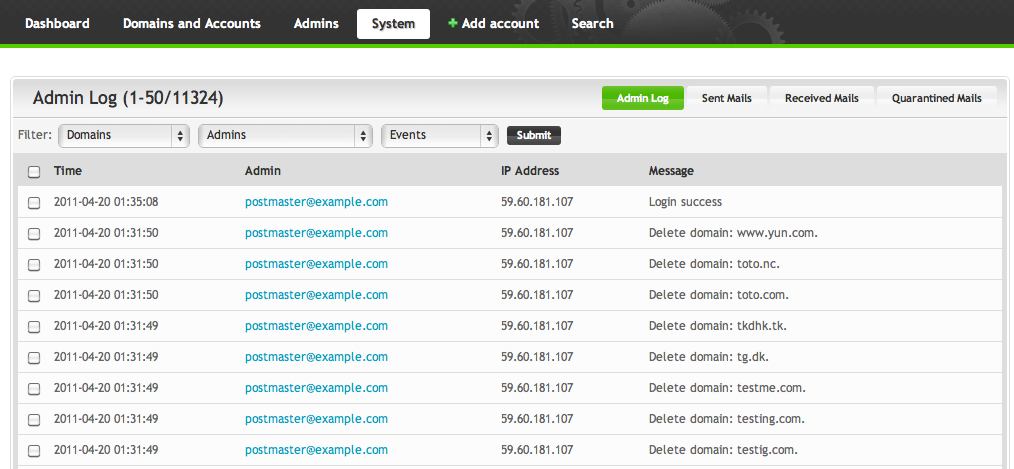 Dashboard Domains and Accounts Admins System Add account Search
Admin Log (1-50/11324) Admin Log Sent Mails Received Mails Quarantined Mails
Filter: Domains Admins Events Submit
Time Admin IP Address Message
2011-04-20 01:35:08 postmaster@example.com 59.60.181.107 Login success
2011-04-20 01:31:50 postmaster@example.com 59.60.181.107 Delete domain: www.yun.com.
2011-04-20 01:31:50 postmaster@example.com 59.60.181.107 Delete domain: toto.nc.
2011-04-20 01:31:50 postmaster@example.com 59.60.181.107 Delete domain: toto.com.
2011-04-20 01:31:49 postmaster@example.com 59.60.181.107 Delete domain: tkdhk.tk.
2011-04-20 01:31:49 postmaster@example.com 59.60.181.107 Delete domain: tg.dk.
2011-04-20 01:31:49 postmaster@example.com 59.60.181.107 Delete domain: testme.com.
2011-04-20 01:31:49 postmaster@example.com 59.60.181.107 Delete domain: testing.com.
2011-04-20 01:31:49 postmaster@example.com 59.60.181.107 Delete domain: testig.com.